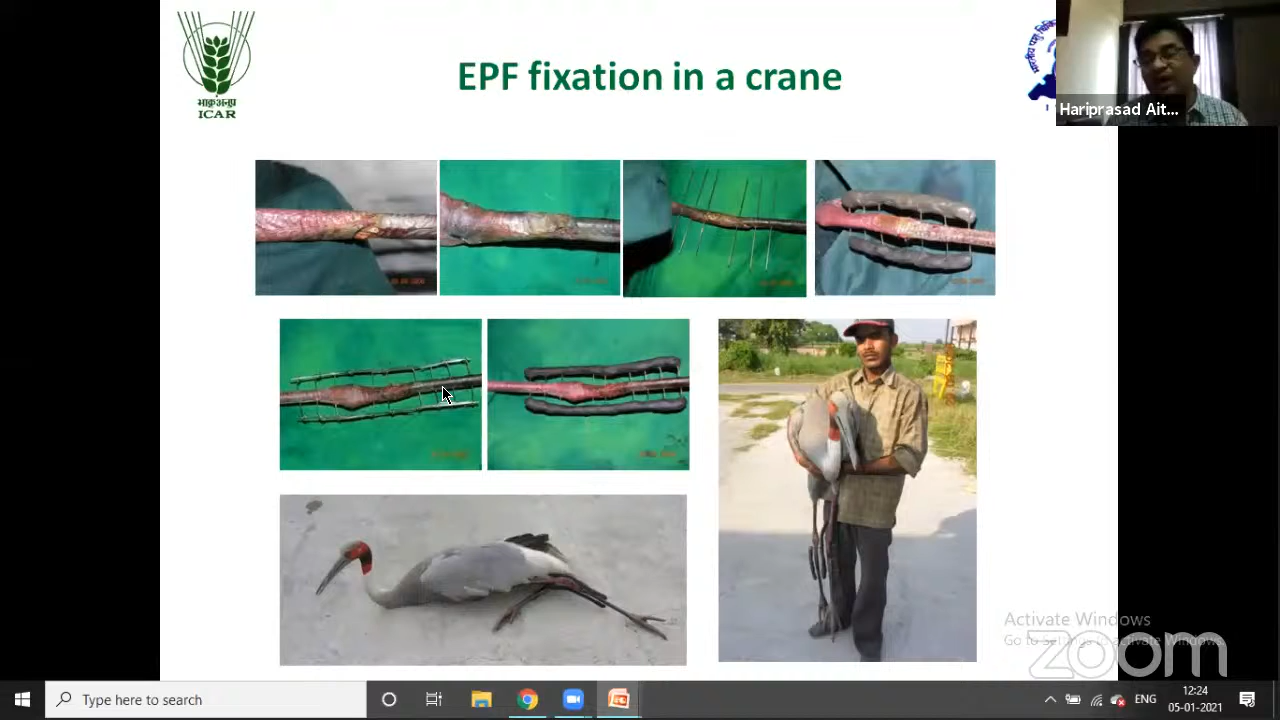 EPF fixation in a crane
भाकृअनुप
ICAR
Hariprasad Ait...
Activate Windows
Go to Settings to activate Windows.
zoom
Type here to search
ENG
12:24
05-01-2021